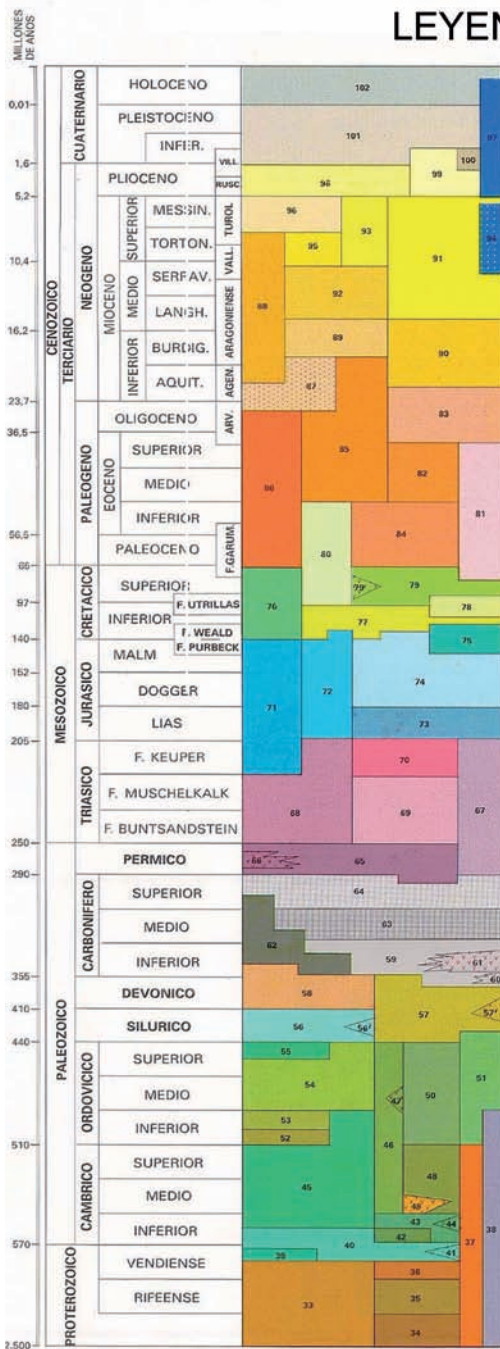 LEYEN
MILLONES
DE AÑOS
CENOZOICO
TERCIARIO
CUATERNARIO
HOLOCENO
102
0,01
PLEISTOCENO
101
97
INFER.
VILL.
100
99
1,6
NEOGENO
PLIOCENO
RUSC.
98
5,2
MIOCENO
SUPERIOR
MESSIN.
TUROL
96
93
94
TORTON.
VALL.
95
91
10,4
MEDIO
SERRAV.
ARAGONIENSE
88
92
LANGH.
16,2
INFERIOR
BURDIG.
89
90
AQUIT.
AGEN.
87
23,7
PALEOGENO
OLIGOCENO
ARV.
83
36,5
EOCENO
SUPERIOR
85
82
MEDIO
86
81
INFERIOR
F.GARUM.
80
84
56,5
PALEOCENO
65
MESOZOICO
CRETACICO
SUPERIOR
76
79'
79
F. UTRILLAS
78
97
INFERIOR
77
F. WEALD
75
140
F. PURBECK
JURASICO
MALM
72
74
152
DOGGER
71
180
LIAS
73
205
TRIASICO
F. KEUPER
70
67
F. MUSCHELKALK
68
69
F. BUNTSANDSTEIN
250
PALEOZOICO
PERMICO
66
65
290
CARBONIFERO
SUPERIOR
64
MEDIO
63
62
INFERIOR
59
61
60
355
DEVONICO
58
57
57'
410
SILURICO
56
56'
440
ORDOVICICO
SUPERIOR
55
51
MEDIO
54
47
50
INFERIOR
53
52
46
510
CAMBRICO
SUPERIOR
45
48
37
38
MEDIO
INFERIOR
43
44
42
570
40
41
PROTEROZOICO
VENDIENSE
39
36
RIFEENSE
33
35
34
2.500